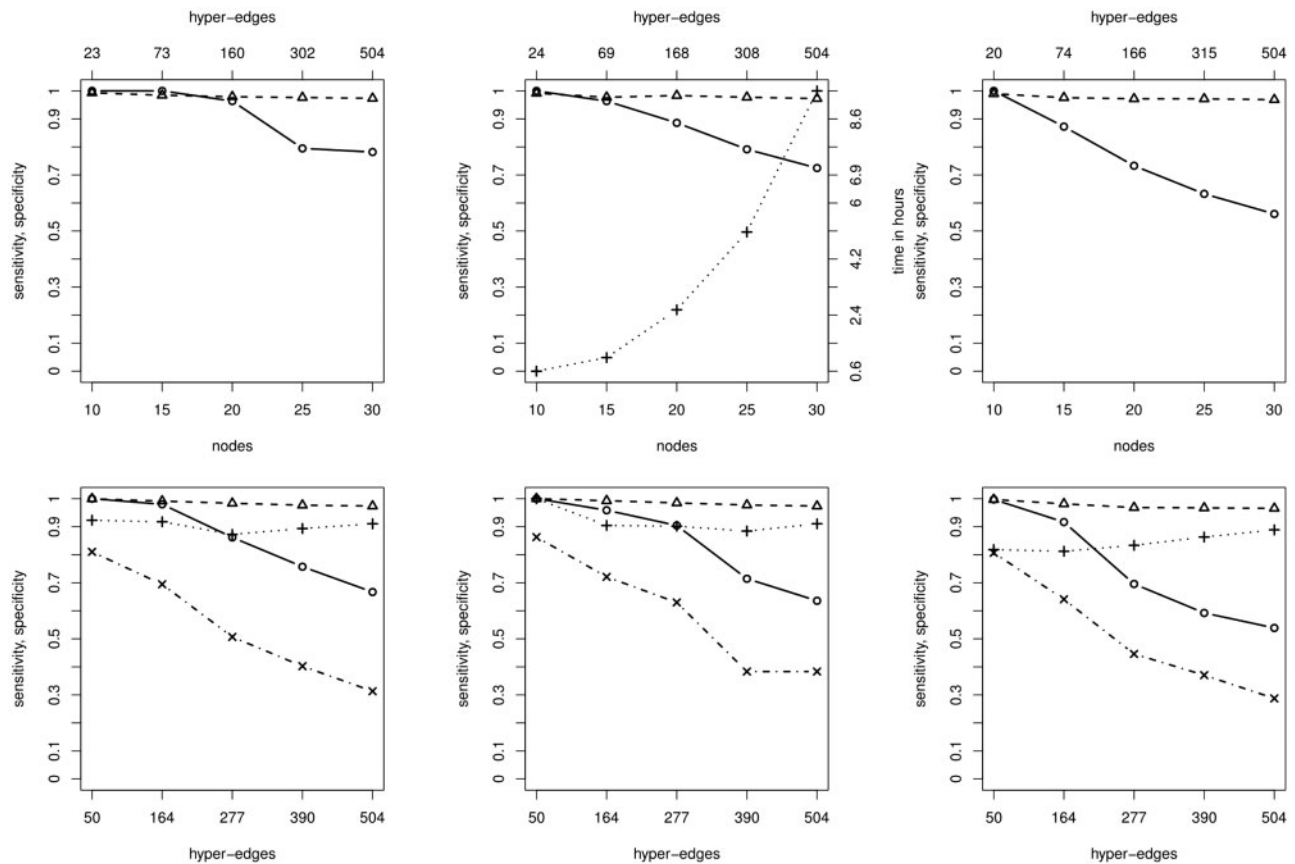 hyper-edges
23 73 160 302 504
sensitivity, specificity
0 0.1 0.3 0.5 0.7 0.9 1
10 15 20 25 30
nodes
hyper-edges
24 69 168 308 504
sensitivity, specificity
0 0.1 0.3 0.5 0.7 0.9 1
0.6 2.4 4.2 6 6.9 8.6
time in hours
10 15 20 25 30
nodes
hyper-edges
20 74 166 315 504
sensitivity, specificity
0 0.1 0.3 0.5 0.7 0.9 1
10 15 20 25 30
nodes
sensitivity, specificity
0 0.1 0.3 0.5 0.7 0.9 1
50 164 277 390 504
hyper-edges
sensitivity, specificity
0 0.1 0.3 0.5 0.7 0.9 1
50 164 277 390 504
hyper-edges
sensitivity, specificity
0 0.1 0.3 0.5 0.7 0.9 1
50 164 277 390 504
hyper-edges